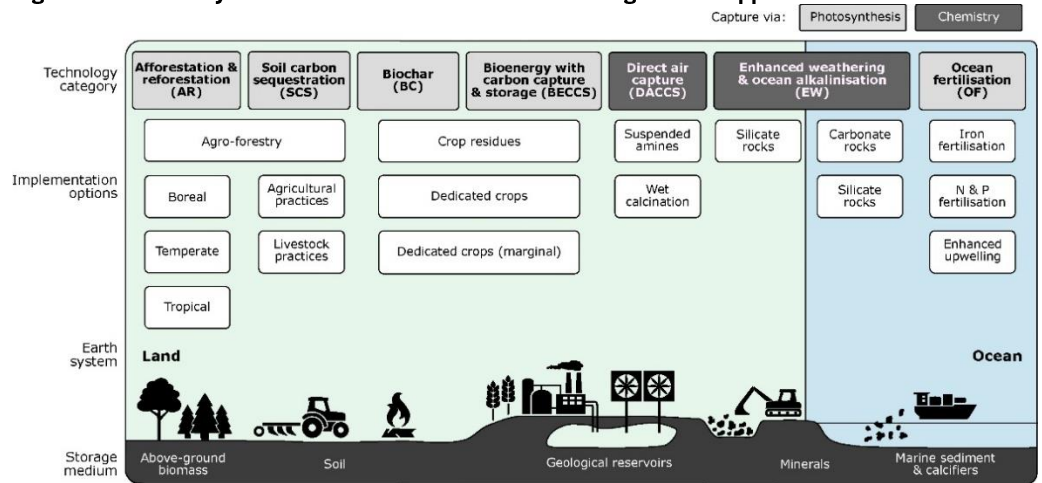 Capture via:
Photosynthesis
Chemistry
Technology
category
Afforestation &
reforestation
(AR)
Soil carbon
sequestration
(SCS)
Biochar
(BC)
Bioenergy with
carbon capture
& storage (BECCS)
Direct air
capture
(DACCS)
Enhanced weathering
& ocean alkalinisation
(EW)
Ocean
fertilisation
(OF)
Implementation
options
Agro-forestry
Crop residues
Suspended
amines
Silicate
rocks
Carbonate
rocks
Iron
fertilisation
Boreal
Agricultural
practices
Dedicated crops
Wet
calcination
Silicate
rocks
N & P
fertilisation
Temperate
Livestock
practices
Dedicated crops (marginal)
Enhanced
upwelling
Tropical
Earth
system
Land
Ocean
Storage
medium
Above-ground
biomass
Soil
Geological reservoirs
Minerals
Marine sediment
& calcifiers